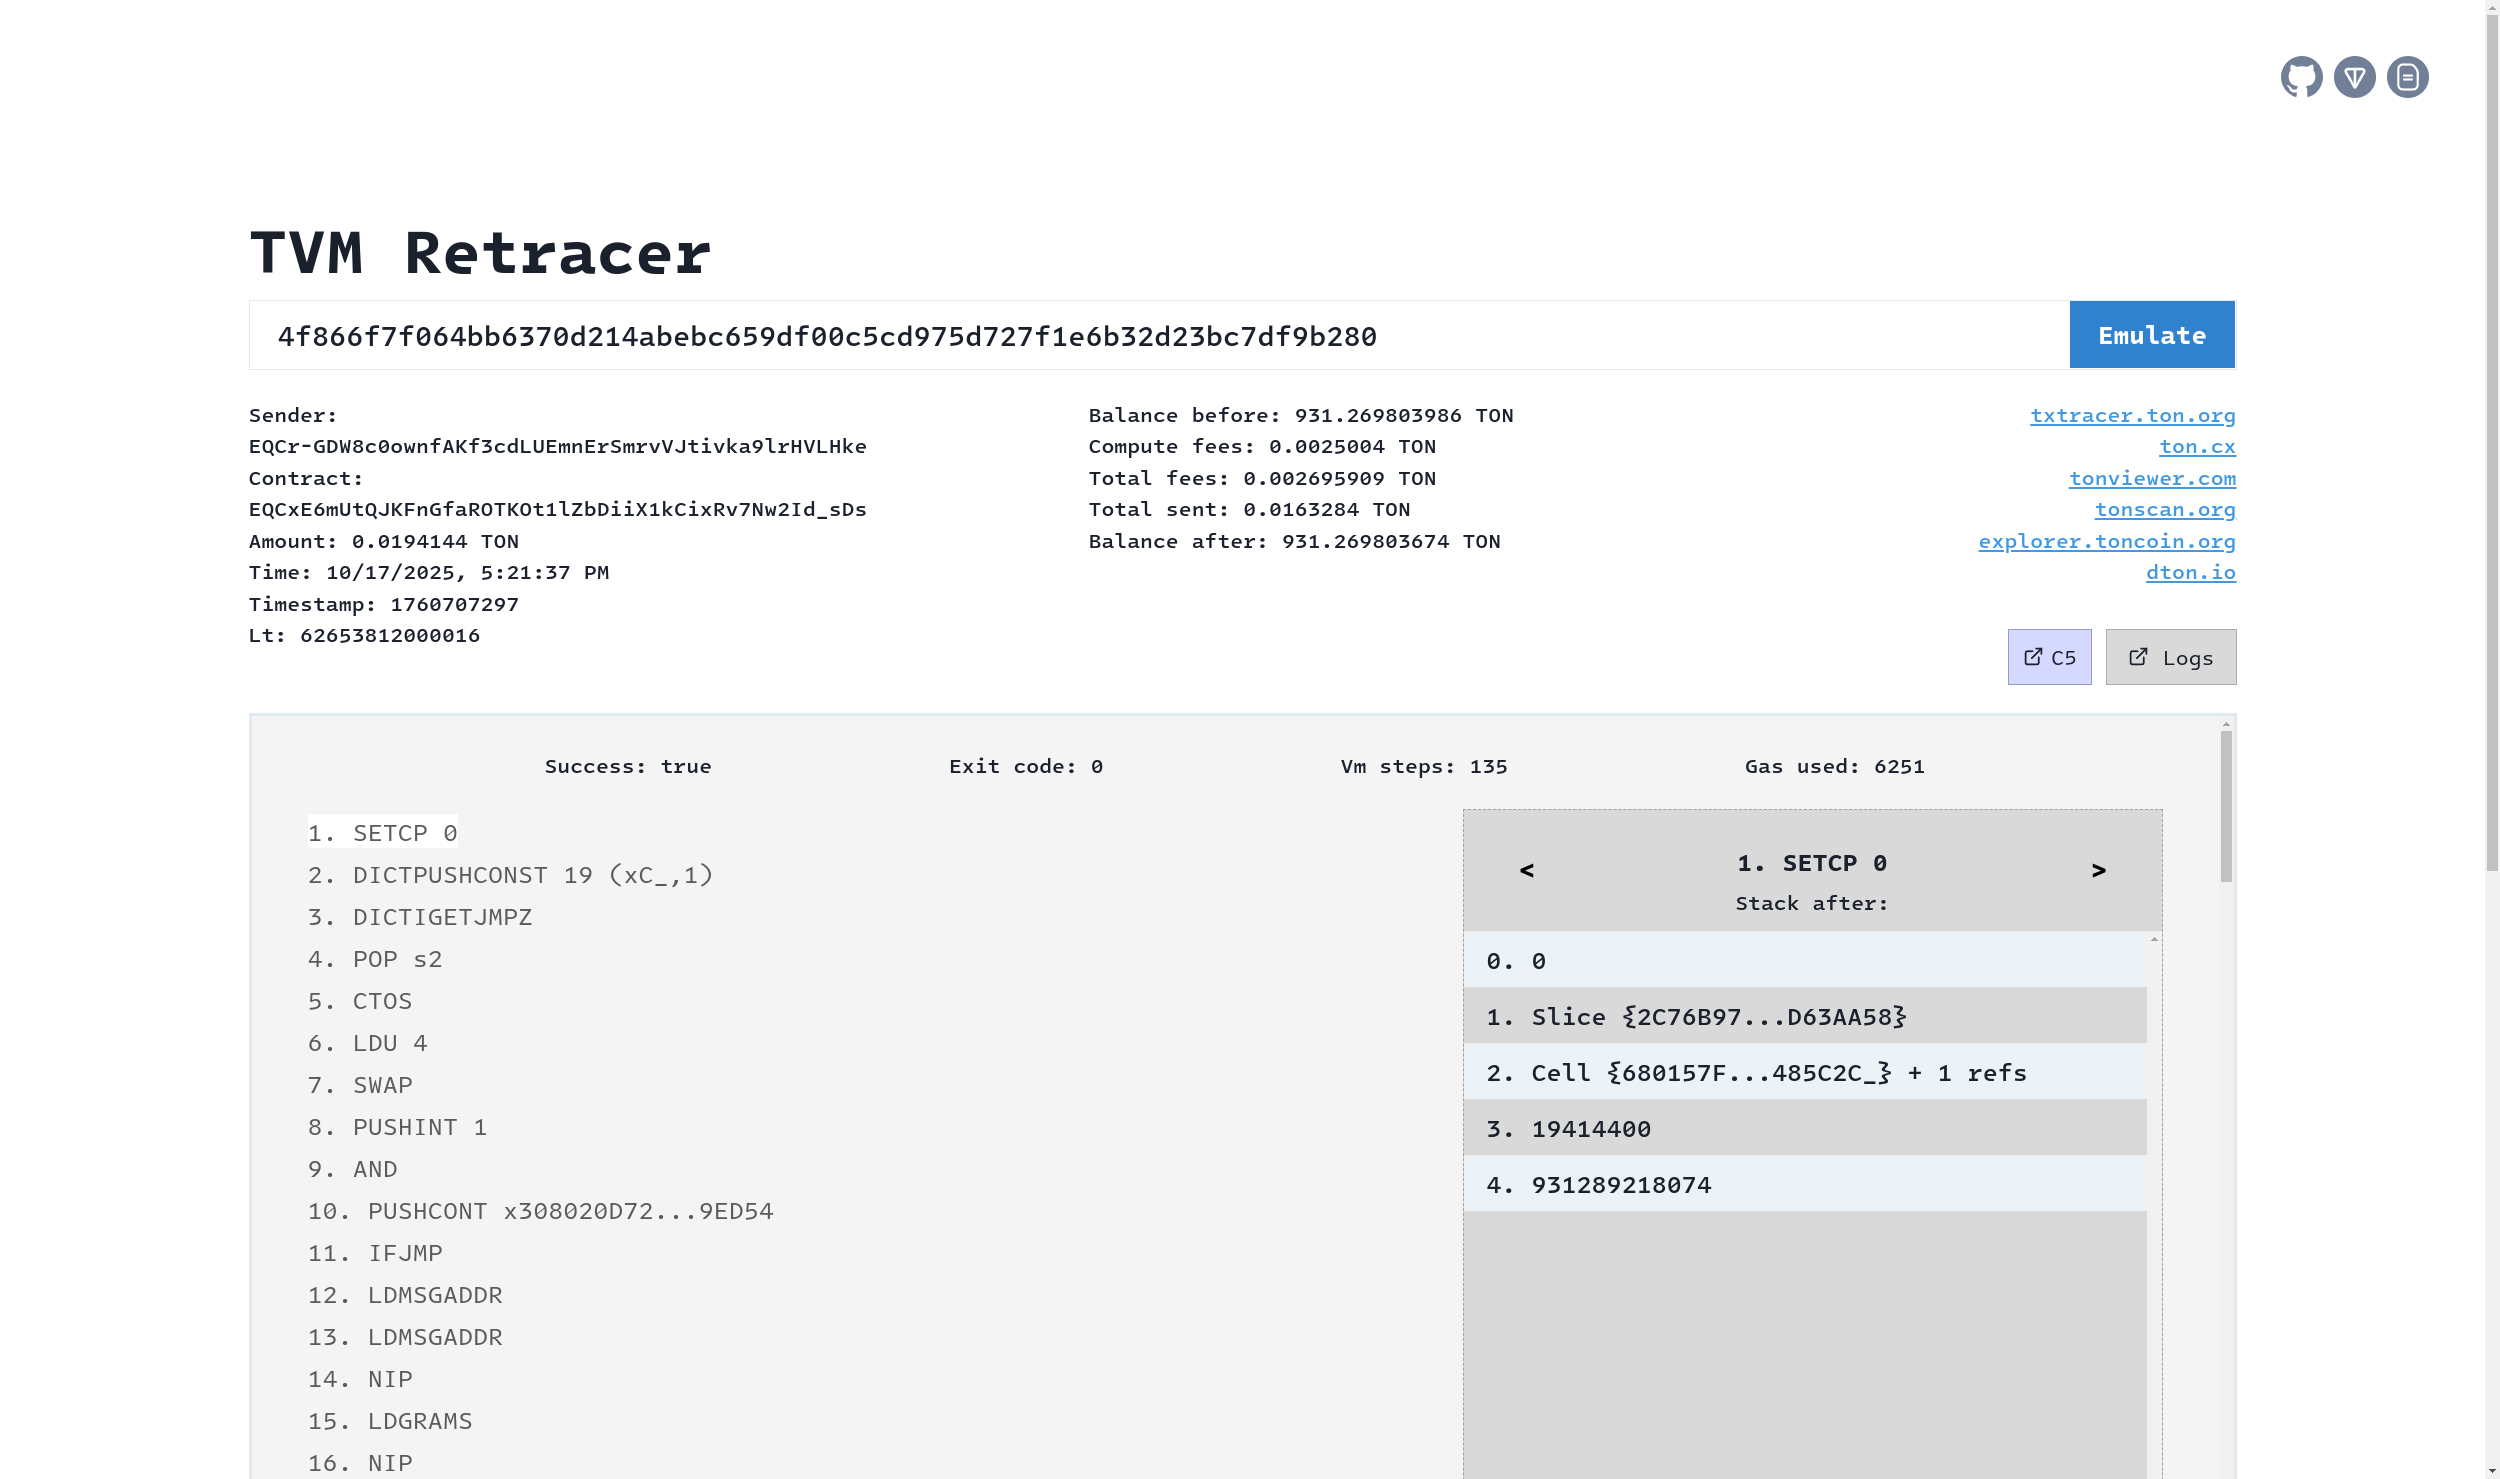 TVM Retracer
4f866f7f064bb6370d214abebc659df00c5cd975d727f1e6b32d23bc7df9b280
Emulate
Sender:
EQCr-GDW8c0ownfAKf3cdLUEmnErSmrvVJtivka9lrHVLHke
Contract:
EQCxE6mUtQJKFnGfaROTKOt1lZbDiiX1kCixRv7Nw2Id_sDs
Amount: 0.0194144 TON
Time: 10/17/2025, 5:21:37 PM
Timestamp: 1760707297
Lt: 62653812000016
Balance before: 931.269803986 TON
Compute fees: 0.0025004 TON
Total fees: 0.002695909 TON
Total sent: 0.0163284 TON
Balance after: 931.269803674 TON
txtracer.ton.org
ton.cx
tonviewer.com
tonscan.org
explorer.toncoin.org
dton.io
C5
Logs
Success: true
Exit code: 0
Vm steps: 135
Gas used: 6251
1. SETCP 0
2. DICTPUSHCONST 19 (xC_,1)
3. DICTIGETJMPZ
4. POP s2
5. CTOS
6. LDU 4
7. SWAP
8. PUSHINT 1
9. AND
10. PUSHCONT x308020D72...9ED54
11. IFJMP
12. LDMSGADDR
13. LDMSGADDR
14. NIP
15. LDGRAMS
16. NIP
<
1. SETCP 0
>
Stack after:
0. 0
1. Slice {2C76B97...D63AA58}
2. Cell {680157F...485C2C_} + 1 refs
3. 19414400
4. 931289218074